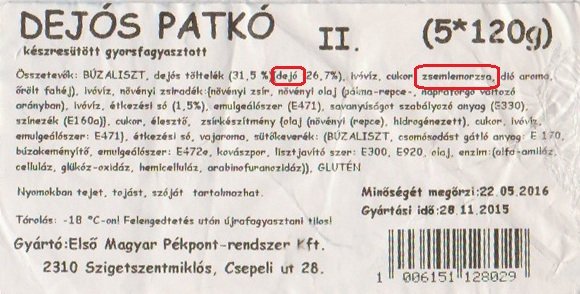 DEJÓS PATKÓ II. (5*120g)
készresütött gyorsfagyasztott
Összetevők: BÚZALISZT, dejós töltelék (31,5 %) dejó (26,7%), ivóvíz, cukor, zsemlemorzsa, dió aroma,
őrölt fahéj), ivóvíz, növényi zsiradék:(növényi zsír, növényi olaj (pálma-repce-, napraforgó változó
arányban), ivóvíz, étkezési só (1,5%), emulgeálószer (E471), savanyúságot szabályozó anyag (E330),
színezék (E160a)), cukor, élesztő, zsírkészítmény (olaj (növényi (repce), hidrogénezett), cukor, ivóvíz,
emulgeálószer: E471), étkezési só, vajaroma, sütőkeverék: (BÚZALISZT, csomósodást gátló anyag: E 170,
búzakeményítő, emulgeálószer: E472e, kovászpor, lisztjavító szer: E300, E920, olaj, enzim:(alfa-amiláz,
celluláz, glükóz-oxidáz, hemicelluláz, arabinofuranozidáz)), GLUTÉN
Nyomokban tejet, tojást, szóját tartalmazhat.
Minőségét megőrzi:22.05.2016
Gyártási idő:28.11.2015
Tárolás: -18 °C-on! Felengedtetés után újrafagyasztani tilos!
Gyártó:Első Magyar Pékpont-rendszer Kft.
2310 Szigetszentmiklós, Csepeli ut 28.
1 006151 128029